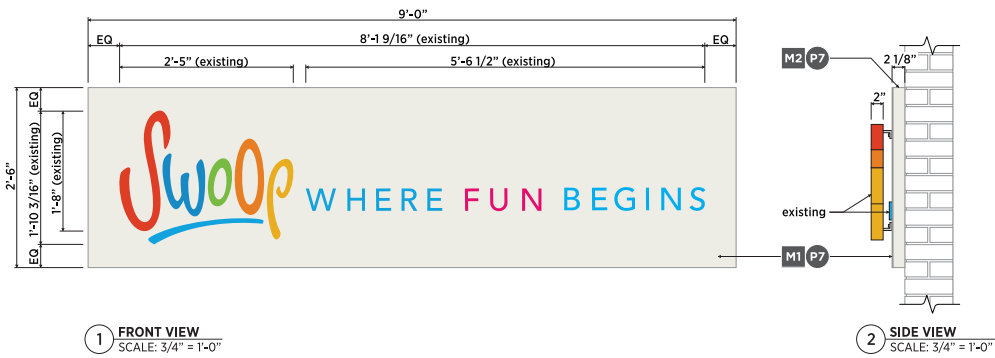 9'-0"
EQ
8'-1 9/16" (existing)
EQ
2'-5" (existing)
5'-6 1/2" (existing)
2'-6"
EQ
1'-10 3/16" (existing)
1'-8" (existing)
EQ
Swoop
WHERE FUN BEGINS
M2 P7
2 1/8"
2"
existing
M1 P7
1 FRONT VIEW
SCALE: 3/4" = 1'-0"
2 SIDE VIEW
SCALE: 3/4" = 1'-0"